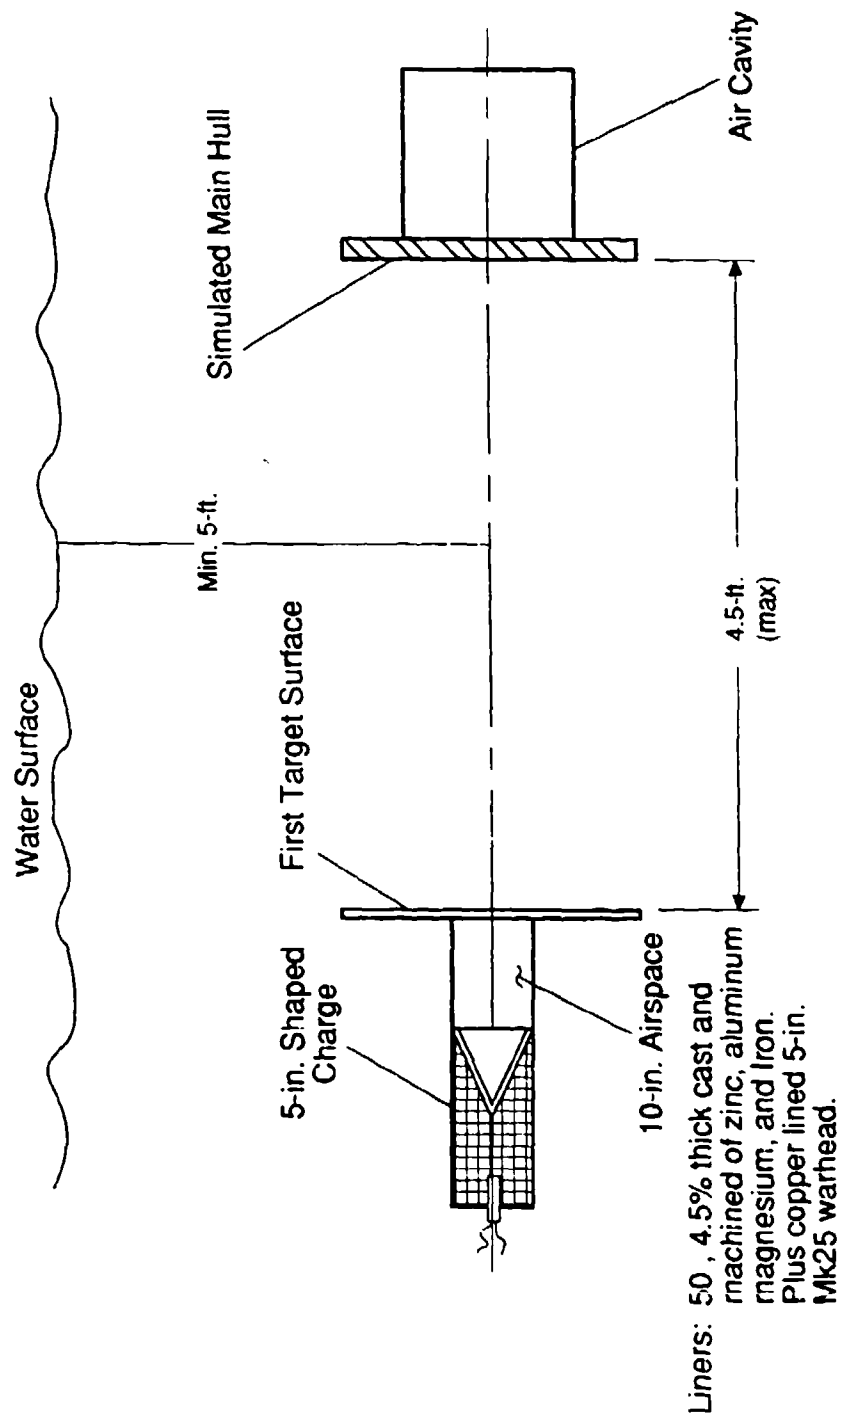 Water Surface
Min. 5-ft.
5-in. Shaped
Charge
First Target Surface
Simulated Main Hull
10-in. Airspace
4.5-ft.
(max)
Air Cavity
Liners: 50 , 4.5% thick cast and
machined of zinc, aluminum
magnesium, and Iron.
Plus copper lined 5-in.
Mk25 warhead.